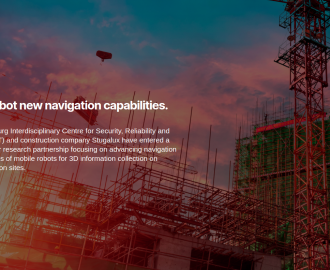 bot new navigation capabilities.
urg Interdisciplinary Centre for Security, Reliability and
T) and construction company Stugalux have entered a
r research partnership focusing on advancing navigation
es of mobile robots for 3D information collection on
on sites.